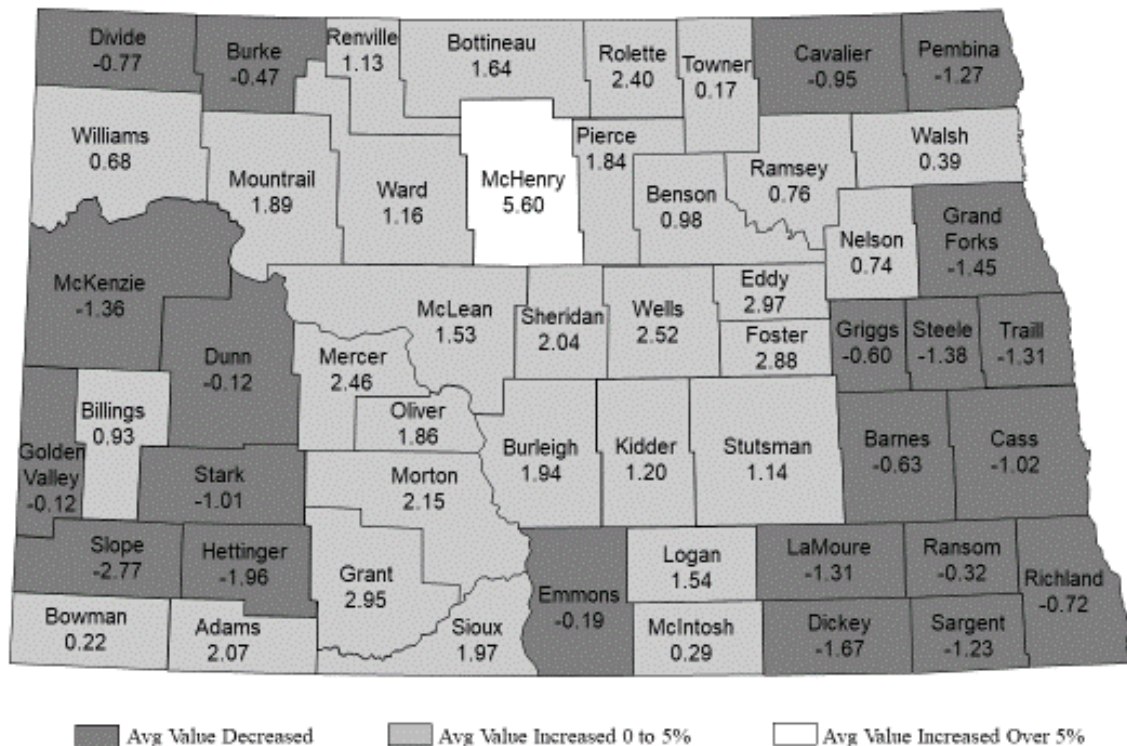 Divide
-0.77
Burke
-0.47
Renville
1.13
Bottineau
1.64
Rolette
2.40
Towner
0.17
Cavalier
-0.95
Pembina
-1.27
Williams
0.68
Mountrail
1.89
Ward
1.16
McHenry
5.60
Pierce
1.84
Benson
0.98
Ramsey
0.76
Walsh
0.39
Nelson
0.74
Grand
Forks
-1.45
McKenzie
-1.36
Dunn
-0.12
McLean
1.53
Sheridan
2.04
Wells
2.52
Eddy
2.97
Foster
2.88
Griggs
-0.60
Steele
-1.38
Traill
-1.31
Mercer
2.46
Oliver
1.86
Billings
0.93
Golden
Valley
-0.12
Stark
-1.01
Morton
2.15
Burleigh
1.94
Kidder
1.20
Stutsman
1.14
Barnes
-0.63
Cass
-1.02
Slope
-2.77
Hettinger
-1.96
Grant
2.95
Bowman
0.22
Adams
2.07
Sioux
1.97
Emmons
-0.19
Logan
1.54
McIntosh
0.29
LaMoure
-1.31
Dickey
-1.67
Ransom
-0.32
Sargent
-1.23
Richland
-0.72
Avg Value Decreased
Avg Value Increased 0 to 5%
Avg Value Increased Over 5%